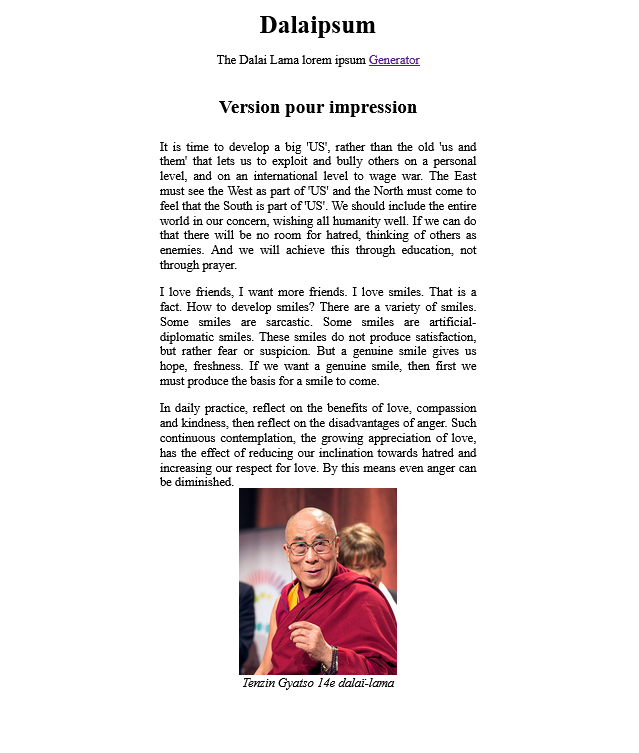 Dalaipsum
The Dalai Lama lorem ipsum Generator
Version pour impression
It is time to develop a big 'US', rather than the old 'us and
them' that lets us to exploit and bully others on a personal
level, and on an international level to wage war. The East
must see the West as part of 'US' and the North must come to
feel that the South is part of 'US'. We should include the entire
world in our concern, wishing all humanity well. If we can do
that there will be no room for hatred, thinking of others as
enemies. And we will achieve this through education, not
through prayer.
I love friends, I want more friends. I love smiles. That is a
fact. How to develop smiles? There are a variety of smiles.
Some smiles are sarcastic. Some smiles are artificial-
diplomatic smiles. These smiles do not produce satisfaction,
but rather fear or suspicion. But a genuine smile gives us
hope, freshness. If we want a genuine smile, then first we
must produce the basis for a smile to come.
In daily practice, reflect on the benefits of love, compassion
and kindness, then reflect on the disadvantages of anger. Such
continuous contemplation, the growing appreciation of love,
has the effect of reducing our inclination towards hatred and
increasing our respect for love. By this means even anger can
be diminished.
Tenzin Gyatso 14e dalaï-lama